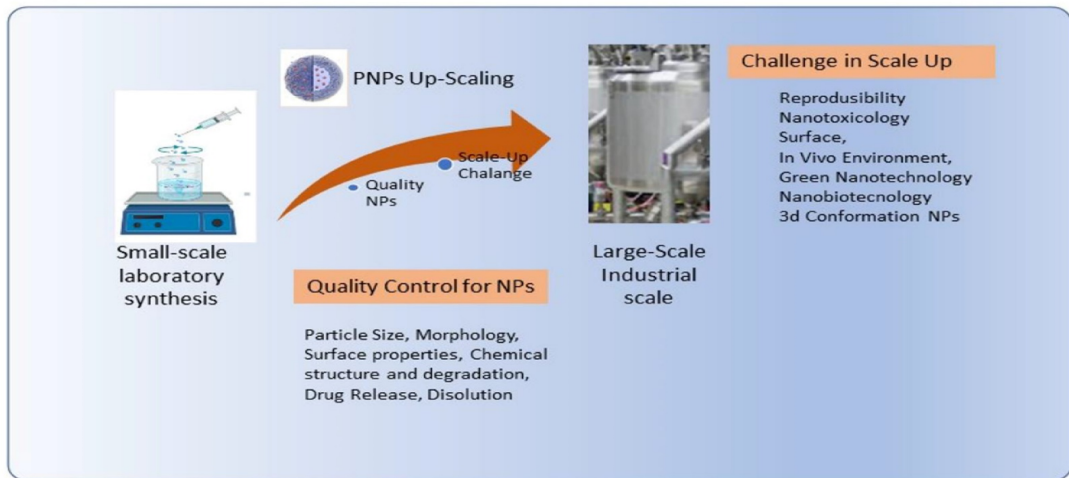 PNPs Up-Scaling
Small-scale
laboratory
synthesis
Quality
NPs
Scale-Up
Chalange
Large-Scale
Industrial
scale
Quality Control for NPs
Particle Size, Morphology,
Surface properties, Chemical
structure and degradation,
Drug Release, Disolution
Challenge in Scale Up
Reprodusibility
Nanotoxicology
Surface,
In Vivo Environment,
Green Nanotechnology
Nanobiotecnology
3d Conformation NPs